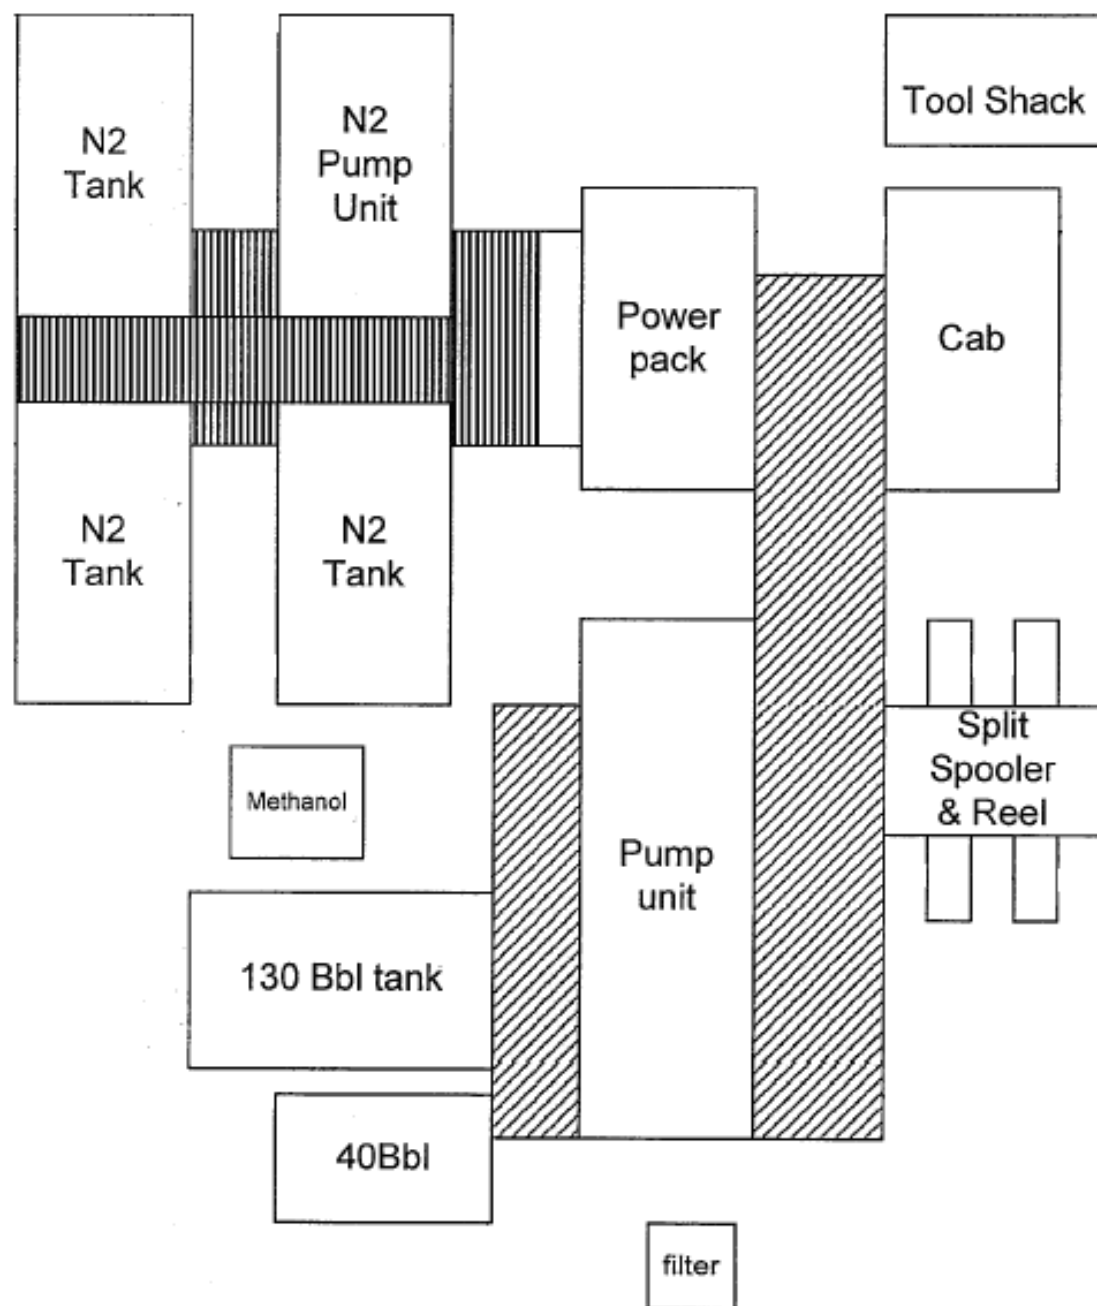 N2
Tank
N2
Pump
Unit
Tool Shack
Power
pack
Cab
N2
Tank
N2
Tank
Split
Spooler
& Reel
Methanol
Pump
unit
130 Bbl tank
40Bbl
filter